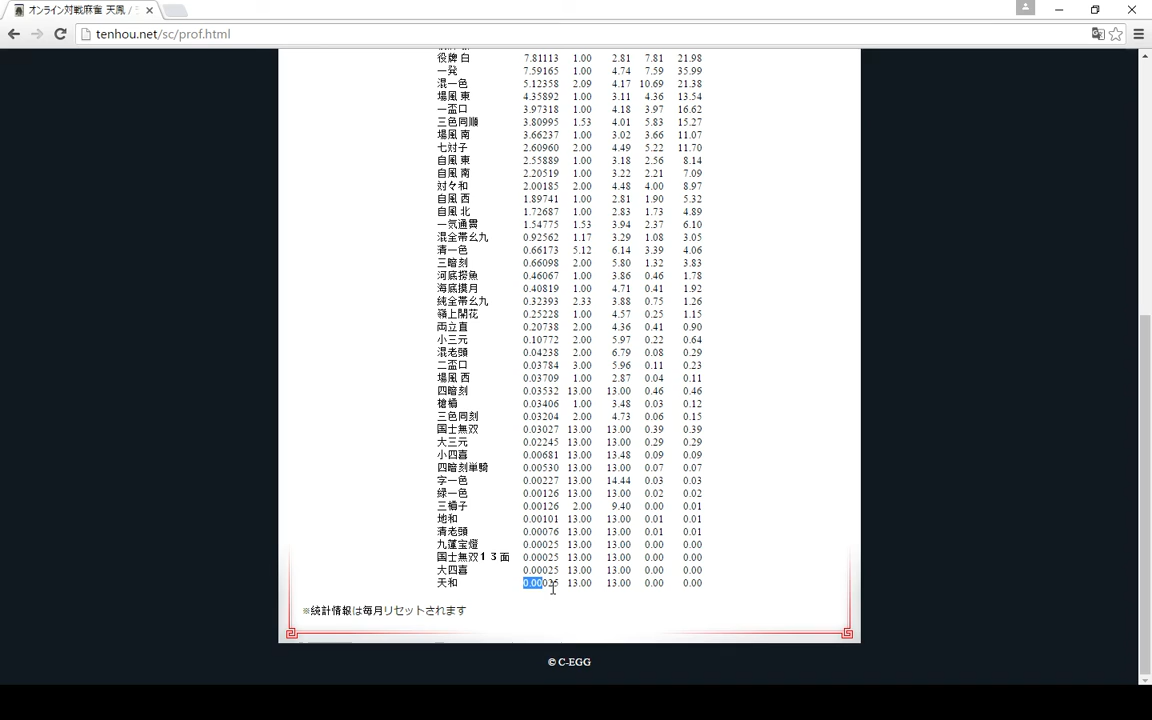 オンライン対戦麻雀 天鳳 /
tenhou.net/sc/prof.html
役牌 白 7.81113 1.00 2.81 7.81 21.98
一発 7.59165 1.00 4.74 7.59 35.99
混一色 5.12358 2.09 4.17 10.69 21.38
場風 東 4.35892 1.00 3.11 4.36 13.54
一盃口 3.97318 1.00 4.18 3.97 16.62
三色同順 3.80995 1.53 4.01 5.83 15.27
場風 南 3.66237 1.00 3.02 3.66 11.07
七対子 2.60960 2.00 4.49 5.22 11.70
自風 東 2.55889 1.00 3.18 2.56 8.14
自風 南 2.20519 1.00 3.22 2.21 7.09
対々和 2.00185 2.00 4.48 4.00 8.97
自風 西 1.89741 1.00 2.81 1.90 5.32
自風 北 1.72687 1.00 2.83 1.73 4.89
一気通貫 1.54775 1.53 3.94 2.37 6.10
混全帯幺九 0.92562 1.17 3.29 1.08 3.05
清一色 0.66173 5.12 6.14 3.39 4.06
三暗刻 0.66098 2.00 5.80 1.32 3.83
河底撈魚 0.46067 1.00 3.86 0.46 1.78
海底摸月 0.40819 1.00 4.71 0.41 1.92
純全帯幺九 0.32393 2.33 3.88 0.75 1.26
嶺上開花 0.25228 1.00 4.57 0.25 1.15
両立直 0.20738 2.00 4.36 0.41 0.90
小三元 0.10772 2.00 5.97 0.22 0.64
混老頭 0.04238 2.00 6.79 0.08 0.29
二盃口 0.03784 3.00 5.96 0.11 0.23
場風 西 0.03709 1.00 2.87 0.04 0.11
四暗刻 0.03532 13.00 13.00 0.46 0.46
槍槓 0.03406 1.00 3.48 0.03 0.12
三色同刻 0.03204 2.00 4.73 0.06 0.15
国士無双 0.03027 13.00 13.00 0.39 0.39
大三元 0.02245 13.00 13.00 0.29 0.29
小四喜 0.00681 13.00 13.48 0.09 0.09
四暗刻単騎 0.00530 13.00 13.00 0.07 0.07
字一色 0.00227 13.00 14.44 0.03 0.03
緑一色 0.00126 13.00 13.00 0.02 0.02
三槓子 0.00126 2.00 9.40 0.00 0.01
地和 0.00101 13.00 13.00 0.01 0.01
清老頭 0.00076 13.00 13.00 0.01 0.01
九蓮宝燈 0.00025 13.00 13.00 0.00 0.00
国士無双１３面 0.00025 13.00 13.00 0.00 0.00
大四喜 0.00025 13.00 13.00 0.00 0.00
天和 0.00025 13.00 13.00 0.00 0.00
※統計情報は毎月リセットされます
© C-EGG